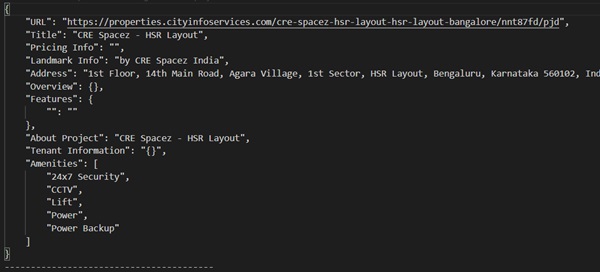 {
"URL": "https://properties.cityinfoservices.com/cre-spacez-hsr-layout-hsr-layout-bangalore/nnt87fd/pjd",
"Title": "CRE Spacez - HSR Layout",
"Pricing Info": "",
"Landmark Info": "by CRE Spacez India",
"Address": "1st Floor, 14th Main Road, Agara Village, 1st Sector, HSR Layout, Bengaluru, Karnataka 560102, Ind
"Overview": {},
"Features": {
"": ""
},
"About Project": "CRE Spacez - HSR Layout",
"Tenant Information": "{}",
"Amenities": [
"24x7 Security",
"CCTV",
"Lift",
"Power",
"Power Backup"
]
}
----------------------------------------